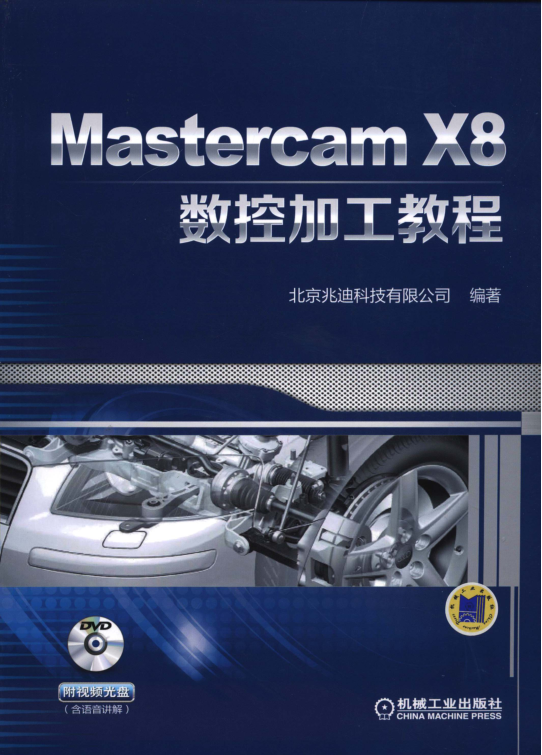 Mastercam X8
数控加工教程
北京兆迪科技有限公司 编著
DVD
附视频光盘
(含语音讲解)
机械工业出版社
CHINA MACHINE PRESS